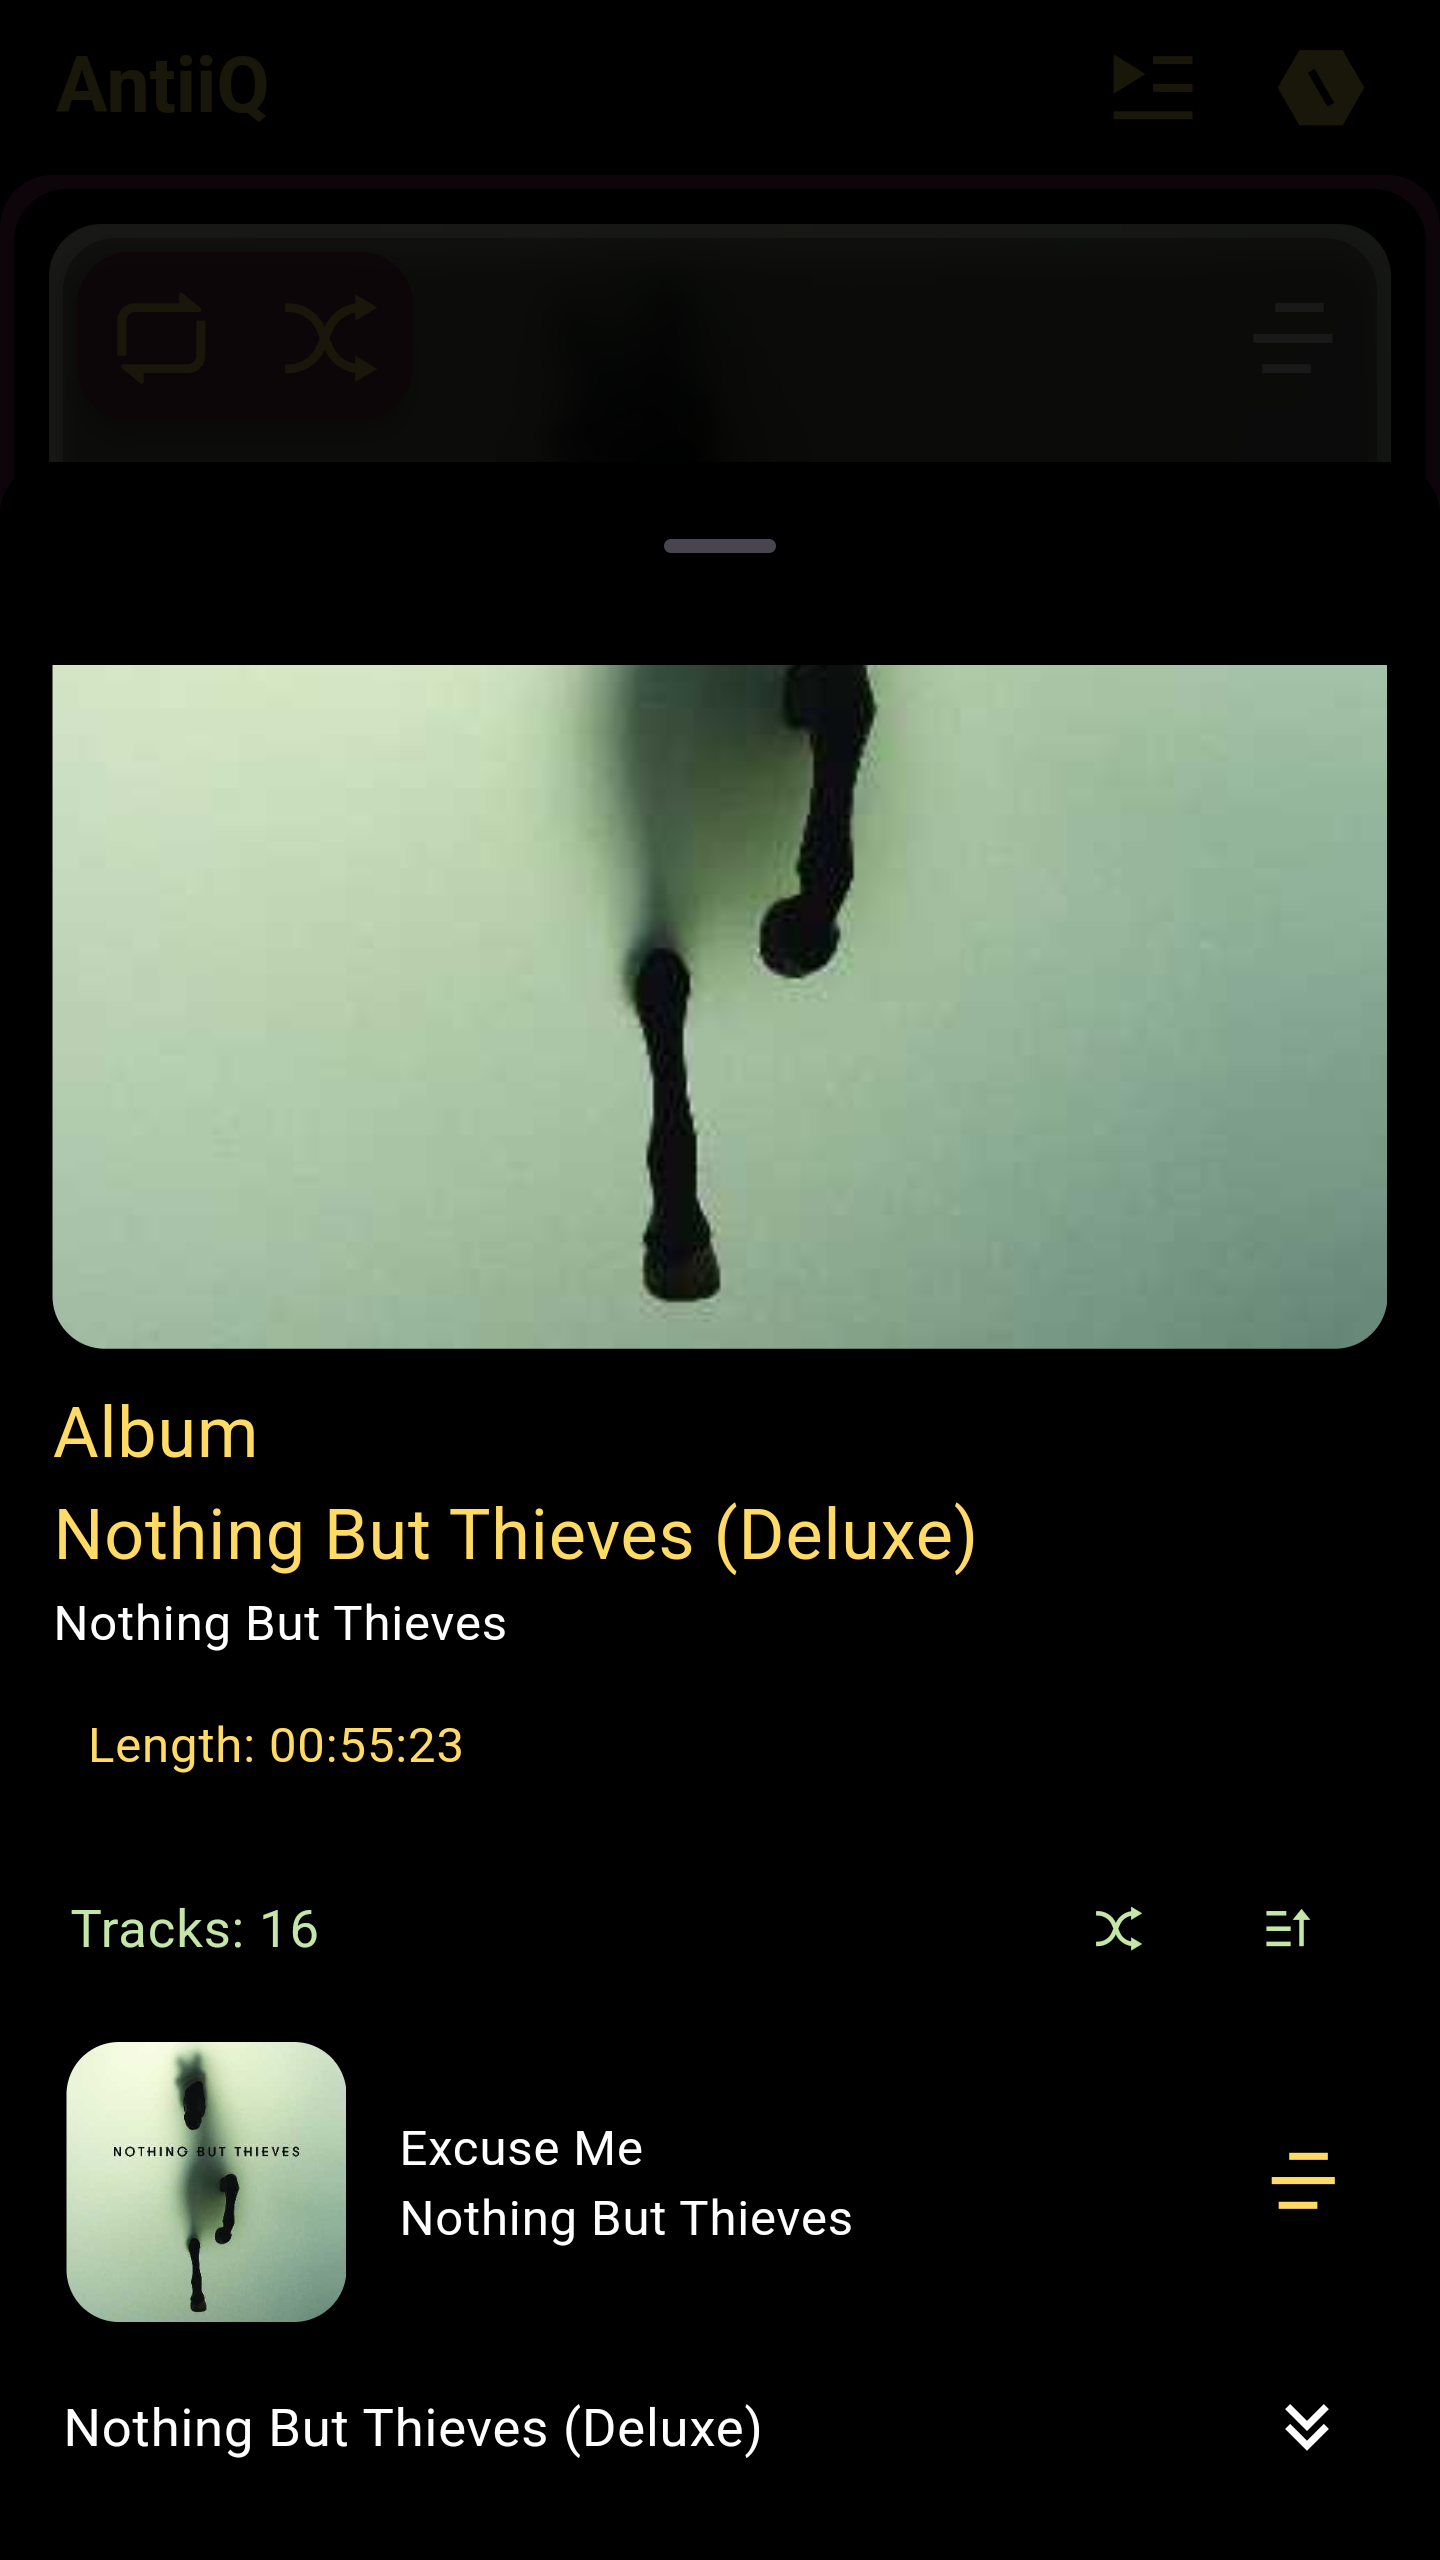 AntiiQ
Album
Nothing But Thieves (Deluxe)
Nothing But Thieves
Length: 00:55:23
Tracks: 16
NOTHING BUT THIEVES
Excuse Me
Nothing But Thieves
Nothing But Thieves (Deluxe)